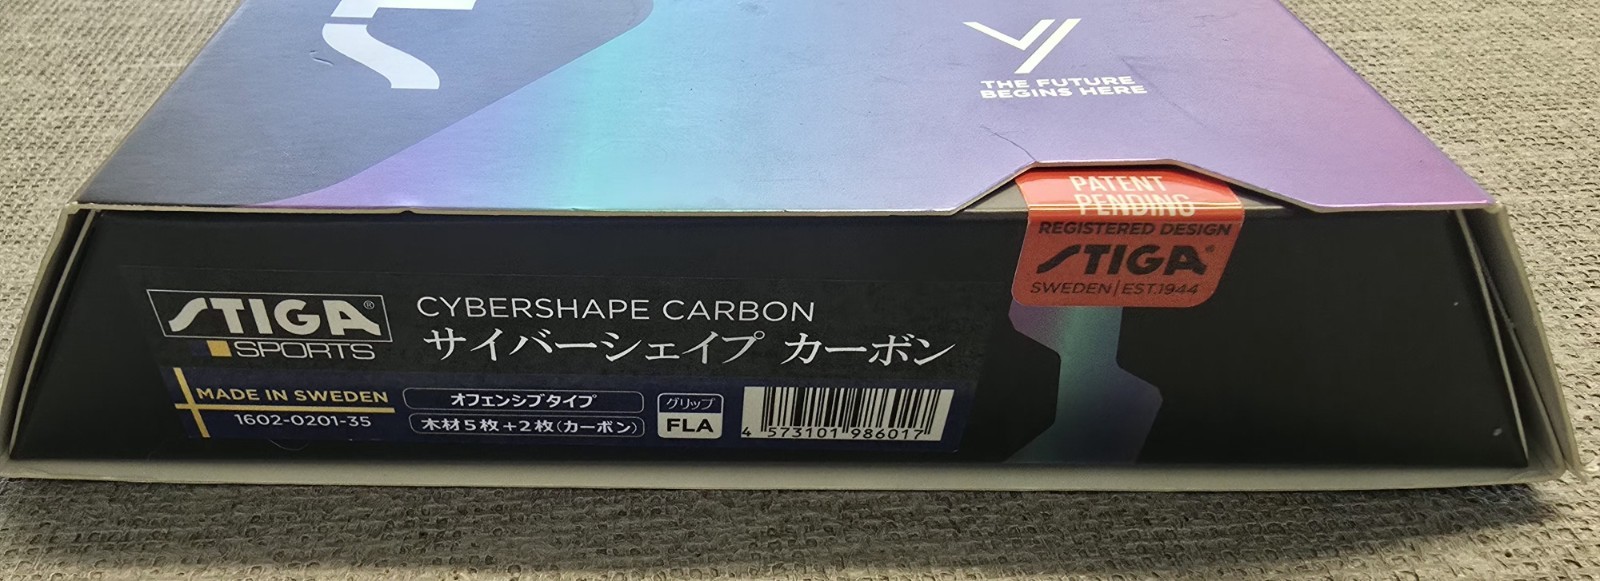 THE FUTURE
BEGINS HERE
PATENT
PENDING
REGISTERED DESIGN
STIGA®
SWEDEN|EST.1944
STIGA®
SPORTS
CYBERSHAPE CARBON
サイバーシェイプ カーボン
MADE IN SWEDEN
1602-0201-35
オフェンシブタイプ
木材5枚+2枚(カーボン)
グリップ
FLA
4 573101 986017